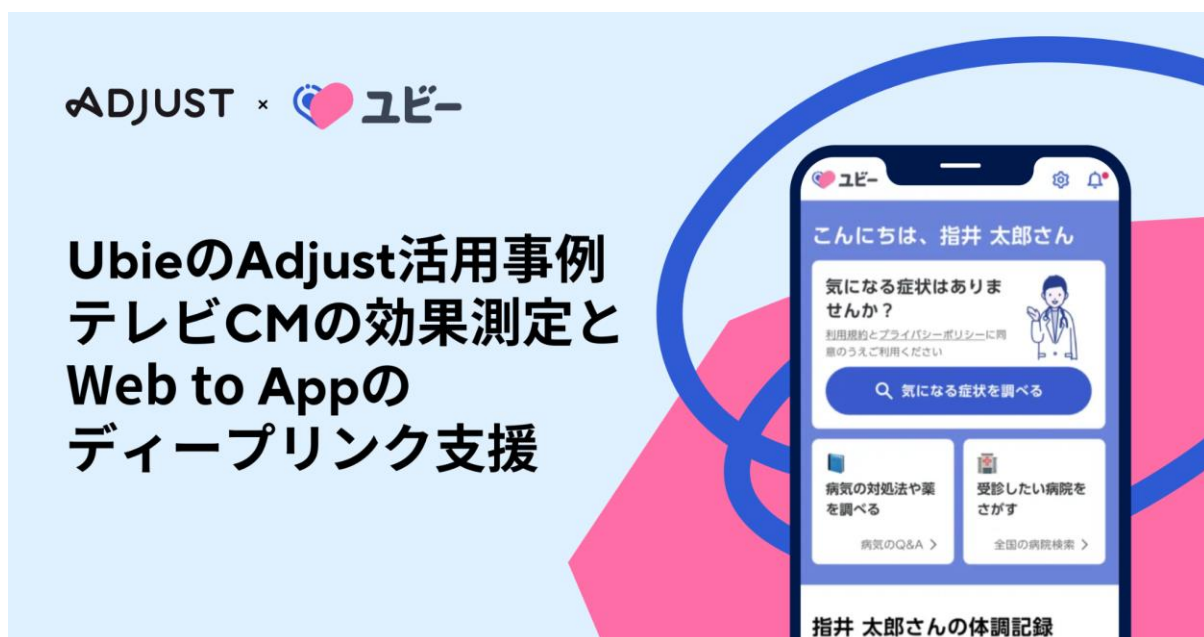 ADJUST × ユビー
UbieのAdjust活用事例
テレビCMの効果測定と
Web to Appの
ディープリンク支援
ユビー
こんにちは、指井 太郎さん
気になる症状はありま
せんか？
利用規約とプライバシーポリシーに同
意のうえご利用ください
気になる症状を調べる
病気の対処法や薬
を調べる
病気のQ&A >
受診したい病院を
さがす
全国の病院検索 >
指井 太郎さんの体調記録